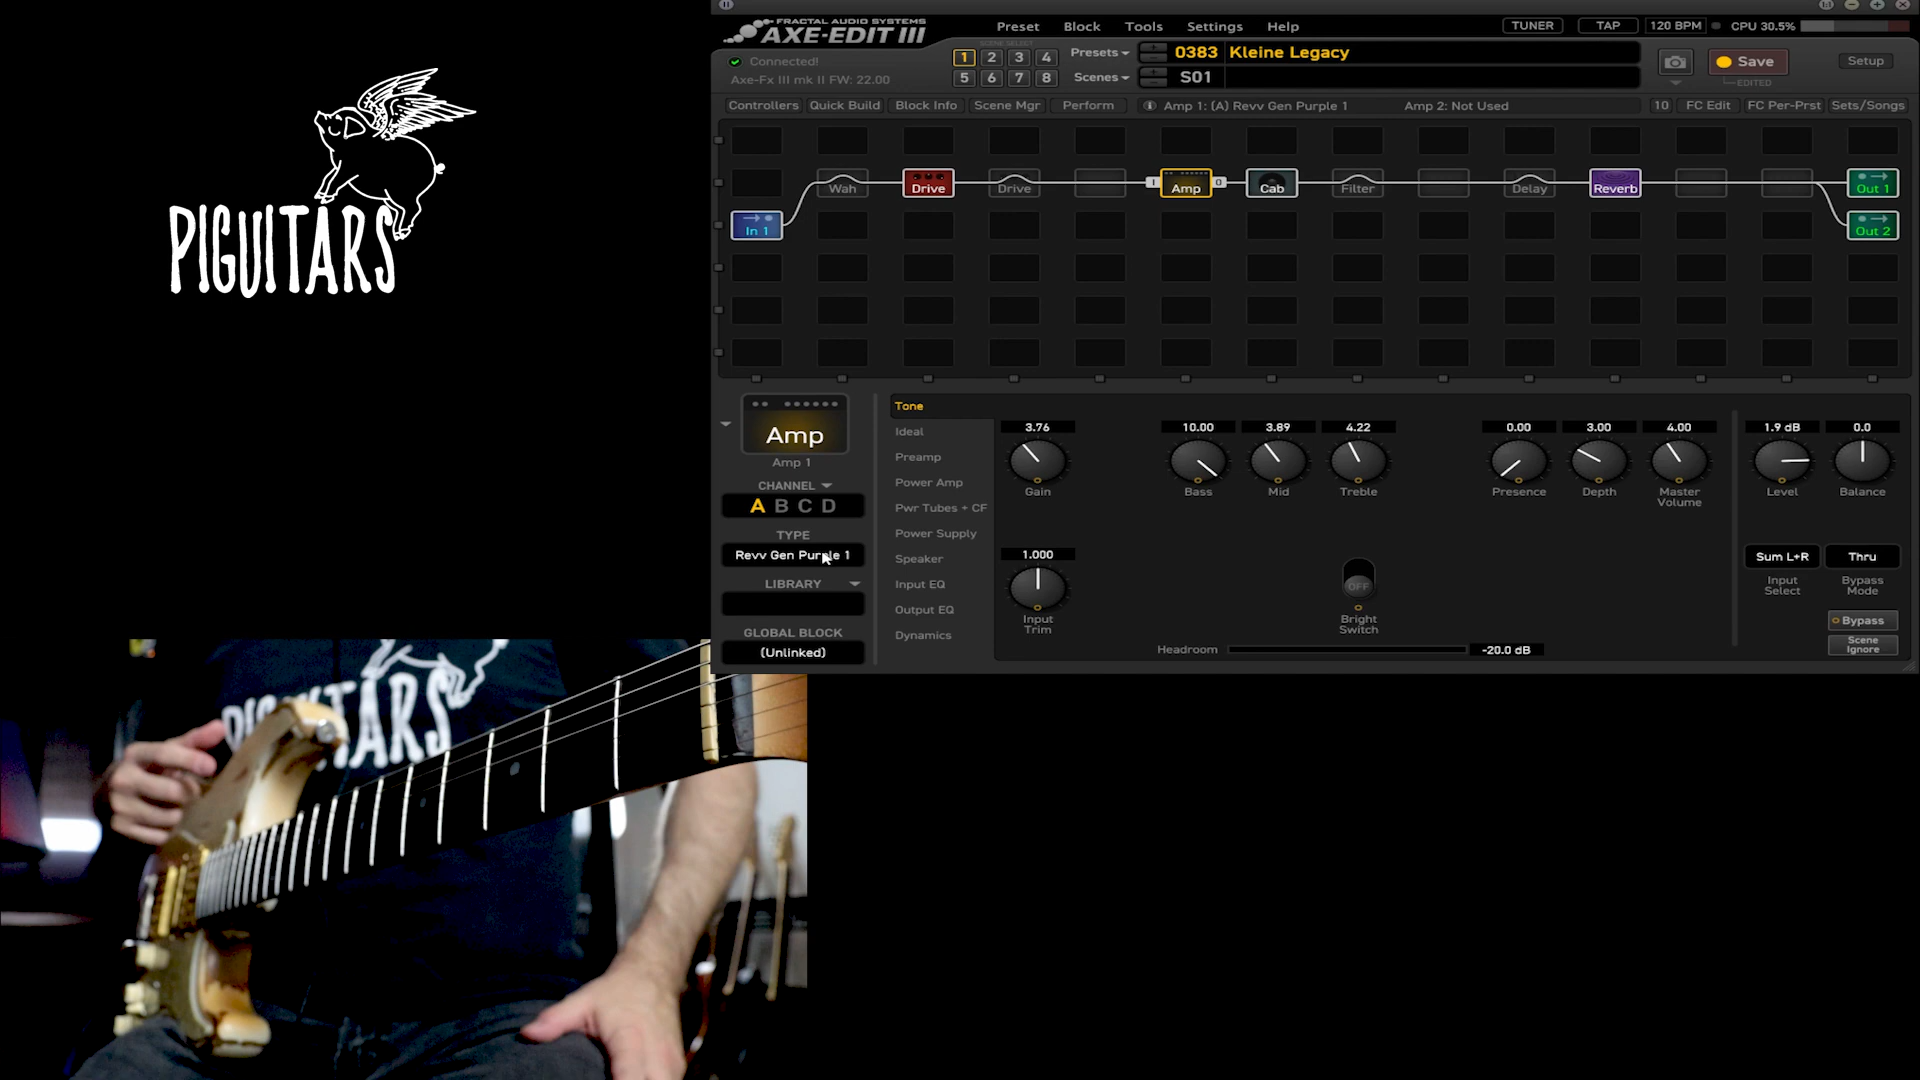 PIGUITARS
FRACTAL AUDIO SYSTEMS
AXE-EDIT III
Preset Block Tools Settings Help
TUNER TAP 120 BPM CPU 30.5%
Connected!
Axe-Fx III mk II FW: 22.00
SCENE SELECT
1 2 3 4
5 6 7 8
Presets 0383 Kleine Legacy
Scenes S01
Save
EDITED
Setup
Controllers Quick Build Block Info Scene Mgr Perform
Amp 1: (A) Revv Gen Purple 1 Amp 2: Not Used
10 FC Edit FC Per-Prst Sets/Songs
In 1 Wah Drive Drive Amp Cab Filter Delay Reverb Out 1
Out 2
I O
Amp
Amp 1
CHANNEL
A B C D
TYPE
Revv Gen Purple 1
LIBRARY
GLOBAL BLOCK
(Unlinked)
Tone
Ideal
Preamp
Power Amp
Pwr Tubes + CF
Power Supply
Speaker
Input EQ
Output EQ
Dynamics
3.76 10.00 3.89 4.22 0.00 3.00 4.00 1.9 dB 0.0
Gain Bass Mid Treble Presence Depth Master Volume Level Balance
1.000
Input Trim
OFF
Bright Switch
Sum L+R Thru
Input Select
Bypass Mode
Bypass
Scene Ignore
Headroom -20.0 dB
PIGUITARS